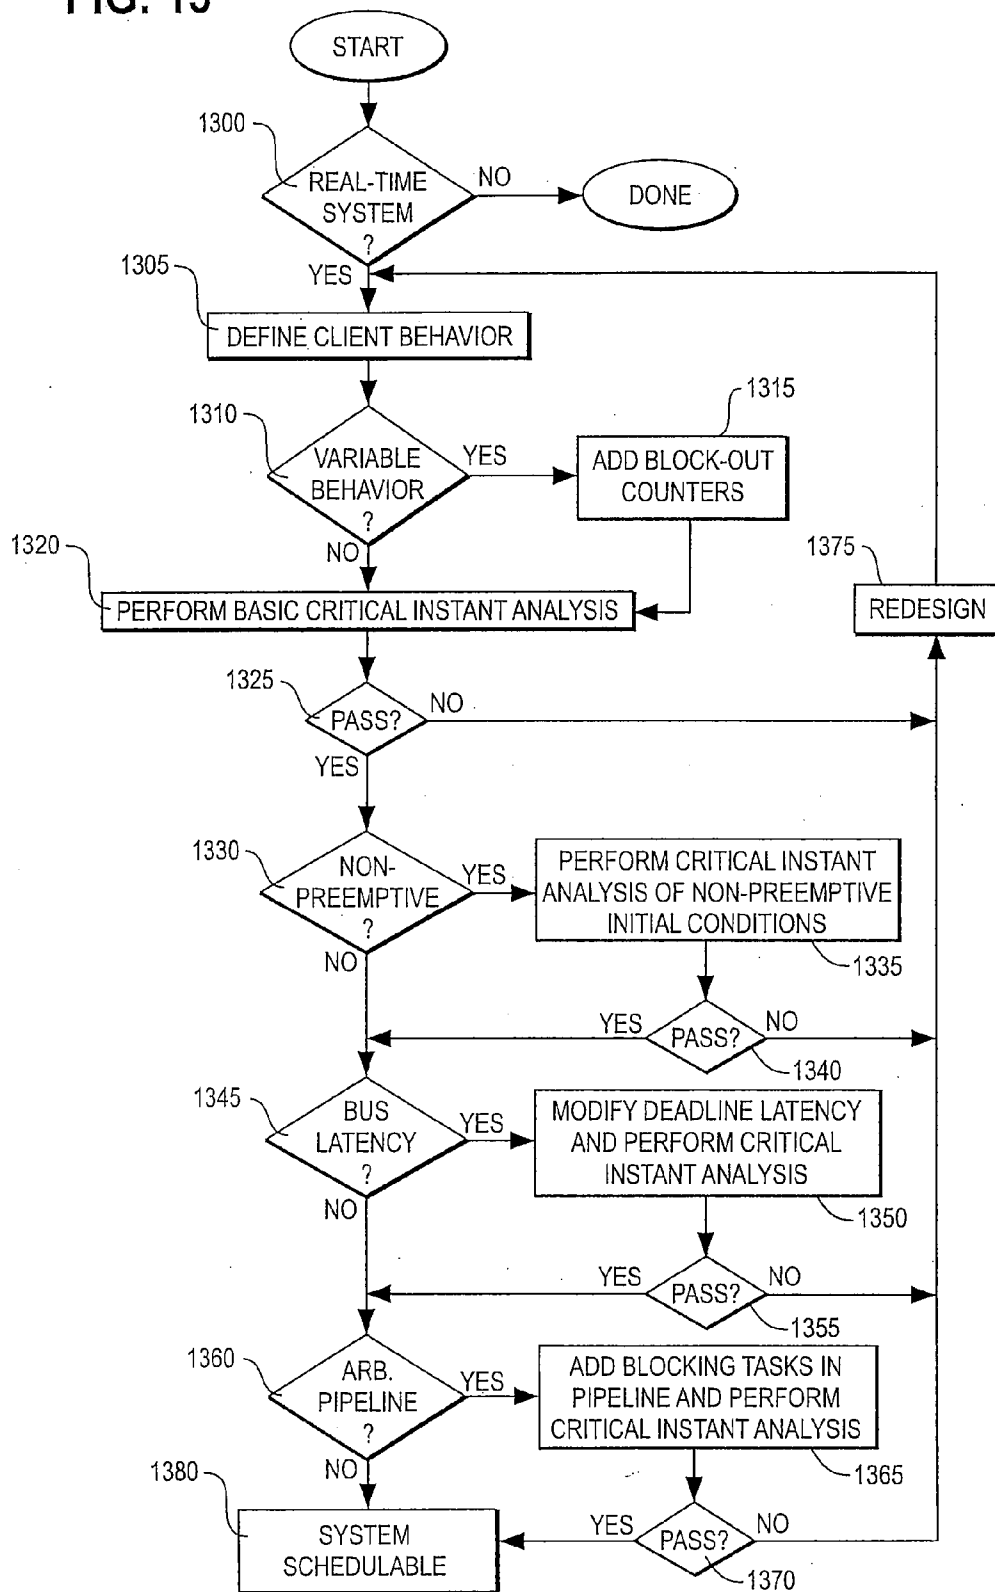 START
1300
REAL-TIME
SYSTEM
?
NO
DONE
YES
1305
DEFINE CLIENT BEHAVIOR
1310
VARIABLE
BEHAVIOR
?
YES
1315
ADD BLOCK-OUT
COUNTERS
NO
1320
PERFORM BASIC CRITICAL INSTANT ANALYSIS
1375
REDESIGN
1325
PASS?
NO
YES
1330
NON-
PREEMPTIVE
?
YES
PERFORM CRITICAL INSTANT
ANALYSIS OF NON-PREEMPTIVE
INITIAL CONDITIONS
1335
NO
YES
PASS?
NO
1340
1345
BUS
LATENCY
?
YES
MODIFY DEADLINE LATENCY
AND PERFORM CRITICAL
INSTANT ANALYSIS
1350
NO
YES
PASS?
NO
1355
1360
ARB.
PIPELINE
?
YES
ADD BLOCKING TASKS IN
PIPELINE AND PERFORM
CRITICAL INSTANT ANALYSIS
1365
NO
1380
SYSTEM
SCHEDULABLE
YES
PASS?
NO
1370